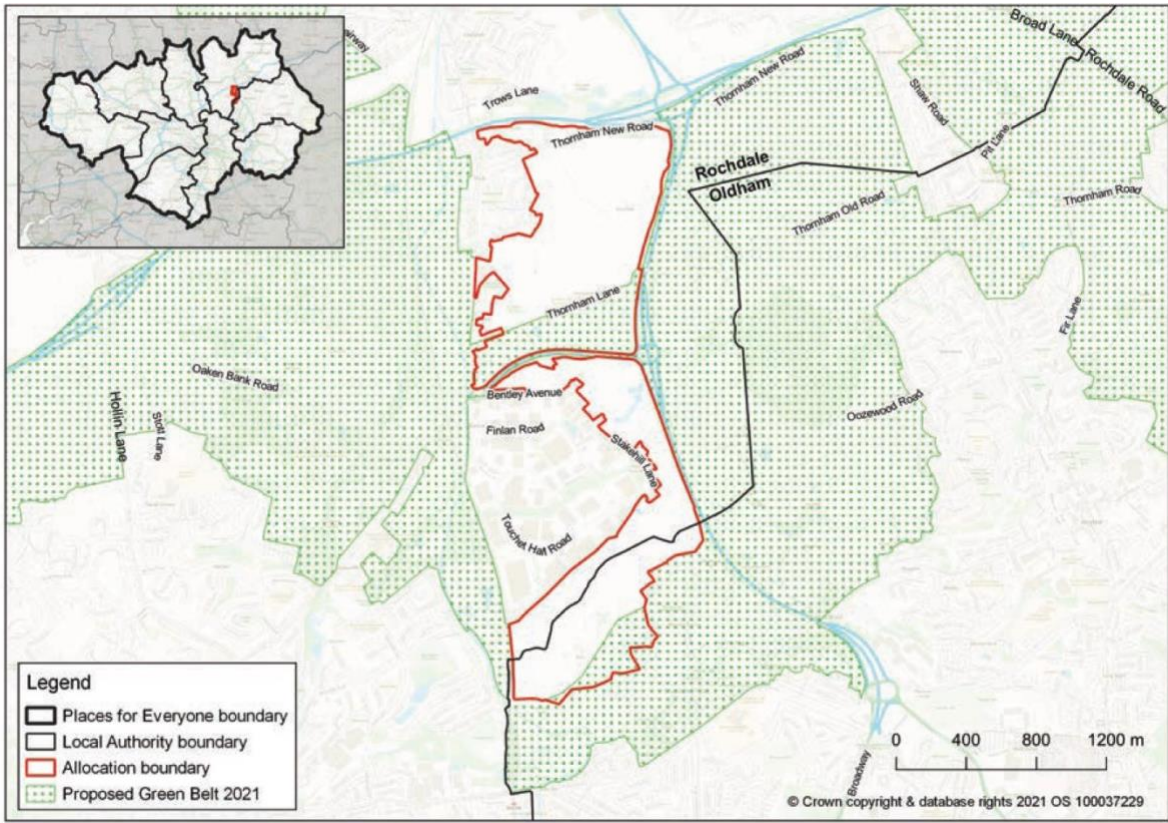 airway
Trows Lane
Thornham New Road
Thornham New Road
Broad Lane
Rochdale Road
Shaw Road
Pit Lane
Rochdale
Oldham
Thornham Old Road
Thornham Road
Thornham Lane
Fir Lane
Oaken Bank Road
Hollin Lane
Stott Lane
Bentley Avenue
Finlan Road
Stakehill Lane
Oozewood Road
Touchet Hall Road
Broadway
Legend
Places for Everyone boundary
Local Authority boundary
Allocation boundary
Proposed Green Belt 2021
0 400 800 1200 m
© Crown copyright & database rights 2021 OS 100037229